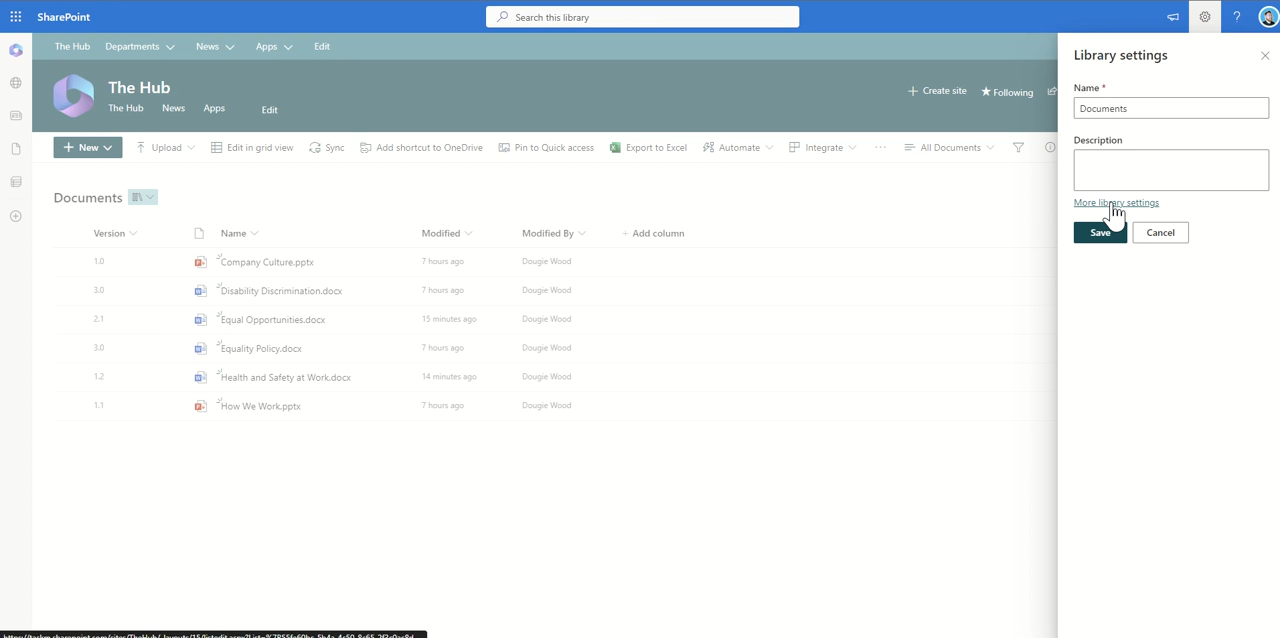 SharePoint
Search this library
?
The Hub Departments News Apps Edit
The Hub
The Hub News Apps Edit
Create site Following
New Upload Edit in grid view Sync Add shortcut to OneDrive Pin to Quick access Export to Excel Automate Integrate ... All Documents
Documents
Version Name Modified Modified By + Add column
1.0 Company Culture.pptx 7 hours ago Dougie Wood
3.0 Disability Discrimination.docx 7 hours ago Dougie Wood
2.1 Equal Opportunities.docx 15 minutes ago Dougie Wood
3.0 Equality Policy.docx 7 hours ago Dougie Wood
1.2 Health and Safety at Work.docx 14 minutes ago Dougie Wood
1.1 How We Work.pptx 7 hours ago Dougie Wood
Library settings
Name *
Documents
Description
More library settings
Save Cancel